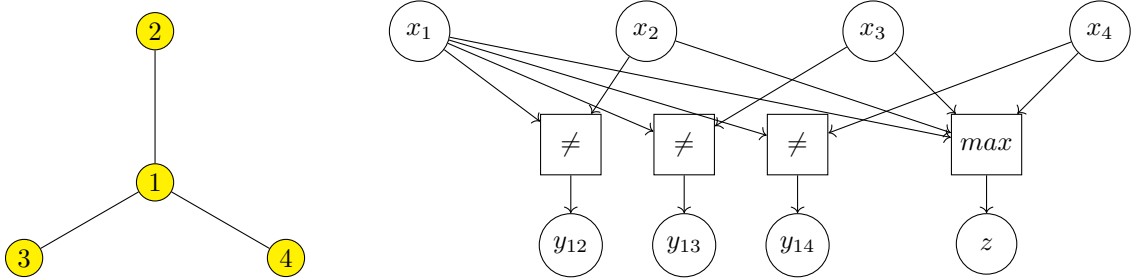 2
1
3
4
x₁ x₂ x₃ x₄
≠ ≠ ≠ max
y₁₂ y₁₃ y₁₄ z